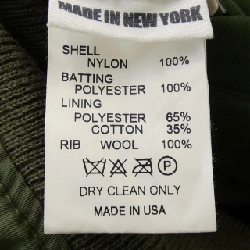 MADE IN NEW YORK
SHELL
NYLON 100%
BATTING
POLYESTER 100%
LINING
POLYESTER 65%
COTTON 35%
RIB WOOL 100%
P
DRY CLEAN ONLY
MADE IN USA